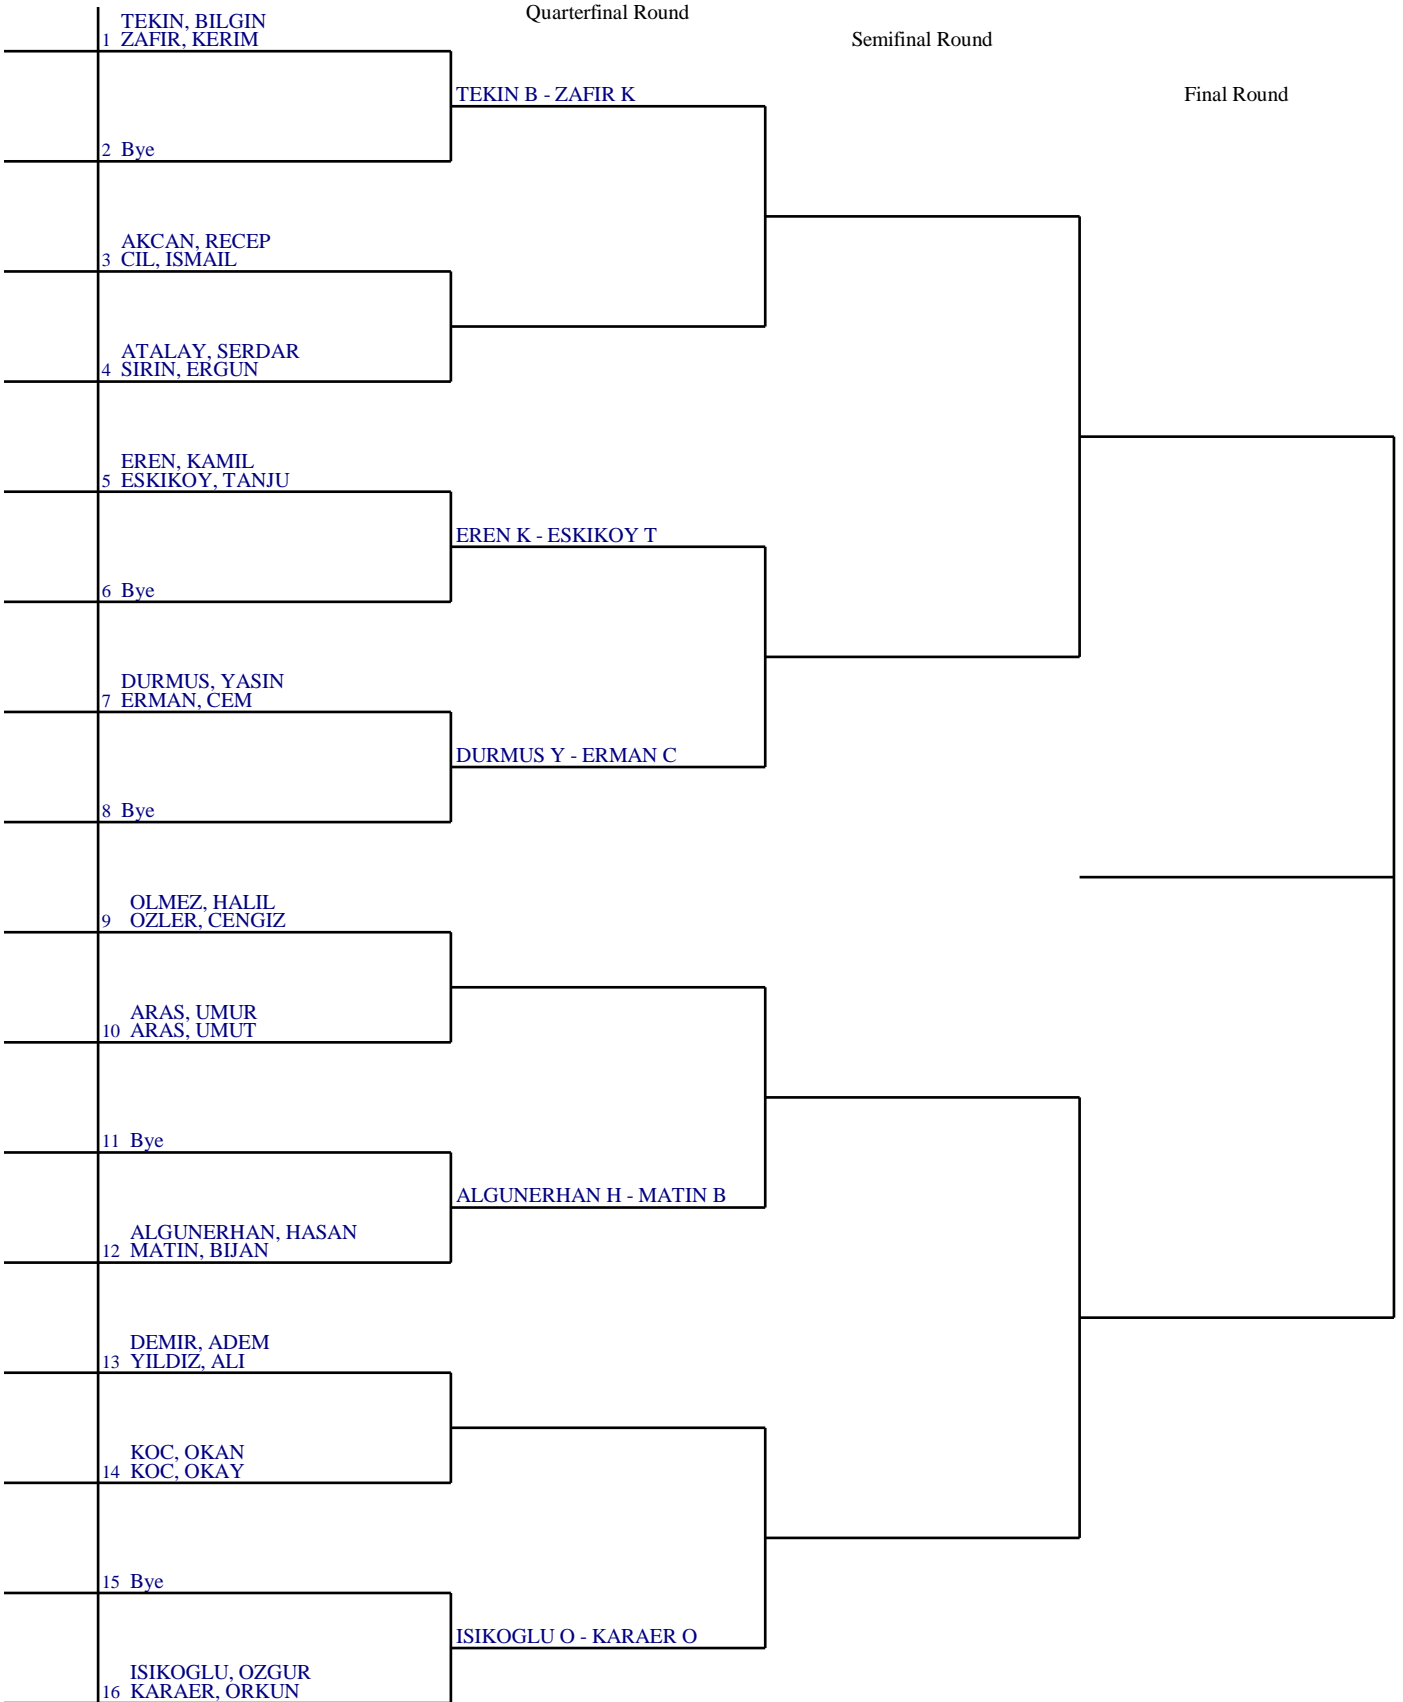 Quarterfinal Round
Semifinal Round
Final Round
TEKIN, BILGIN
1 ZAFIR, KERIM
TEKIN B - ZAFIR K
2 Bye
AKCAN, RECEP
3 CIL, ISMAIL
ATALAY, SERDAR
4 SIRIN, ERGUN
EREN, KAMIL
5 ESKIKOY, TANJU
EREN K - ESKIKOY T
6 Bye
DURMUS, YASIN
7 ERMAN, CEM
DURMUS Y - ERMAN C
8 Bye
OLMEZ, HALIL
9 OZLER, CENGIZ
ARAS, UMUR
10 ARAS, UMUT
11 Bye
ALGUNERHAN H - MATIN B
ALGUNERHAN, HASAN
12 MATIN, BIJAN
DEMIR, ADEM
13 YILDIZ, ALI
KOC, OKAN
14 KOC, OKAY
15 Bye
ISIKOGLU O - KARAER O
ISIKOGLU, OZGUR
16 KARAER, ORKUN